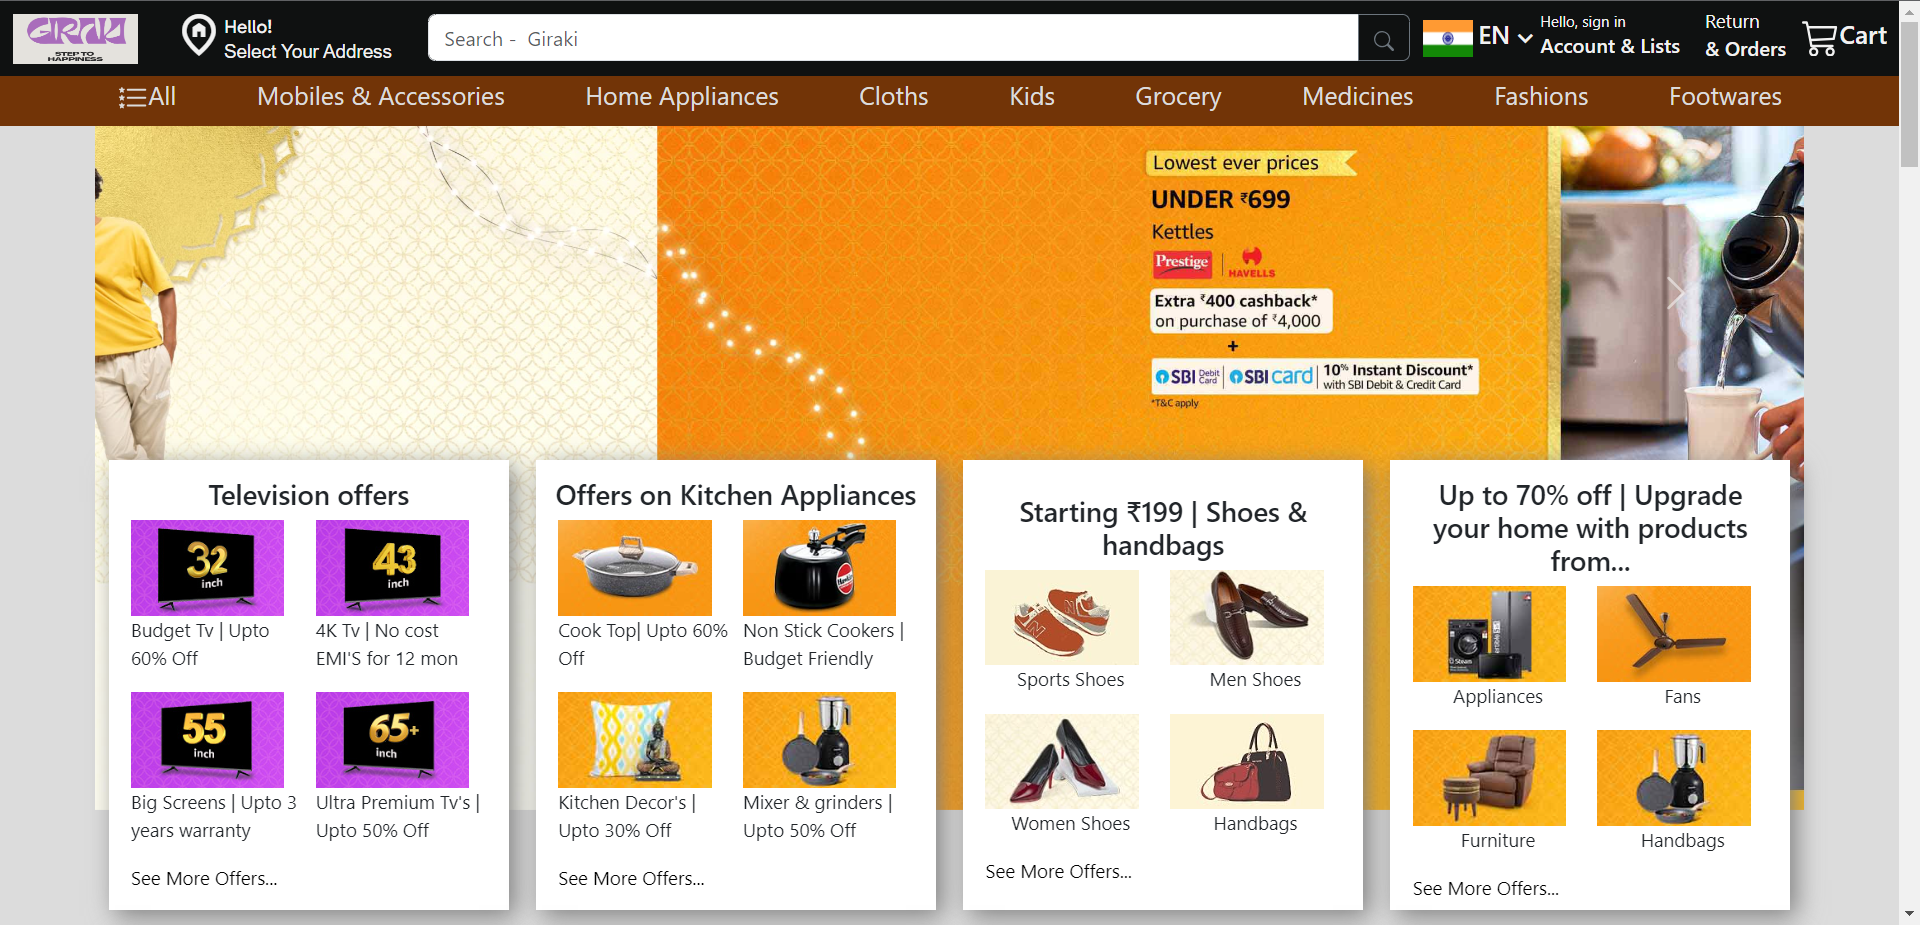 GIRAKI
STEP TO
HAPPINESS
Hello!
Select Your Address
Search -  Giraki
EN
Hello, sign in
Account & Lists
Return
& Orders
Cart
All
Mobiles & Accessories
Home Appliances
Cloths
Kids
Grocery
Medicines
Fashions
Footwares
Lowest ever prices
UNDER ₹699
Kettles
Prestige
HAVELLS
Extra ₹400 cashback*
on purchase of ₹4,000
+
SBI Debit Card
SBI card
10% Instant Discount*
with SBI Debit & Credit Card
*T&C apply
Television offers
32 inch
43 inch
Budget Tv | Upto
60% Off
4K Tv | No cost
EMI'S for 12 mon
55 inch
65+ inch
Big Screens | Upto 3
years warranty
Ultra Premium Tv's |
Upto 50% Off
See More Offers...
Offers on Kitchen Appliances
Hawkins
Cook Top| Upto 60%
Off
Non Stick Cookers |
Budget Friendly
Kitchen Decor's |
Upto 30% Off
Mixer & grinders |
Upto 50% Off
See More Offers...
Starting ₹199 | Shoes &
handbags
Sports Shoes
Men Shoes
Women Shoes
Handbags
See More Offers...
Up to 70% off | Upgrade
your home with products
from...
Steam
Appliances
Fans
Furniture
Handbags
See More Offers...